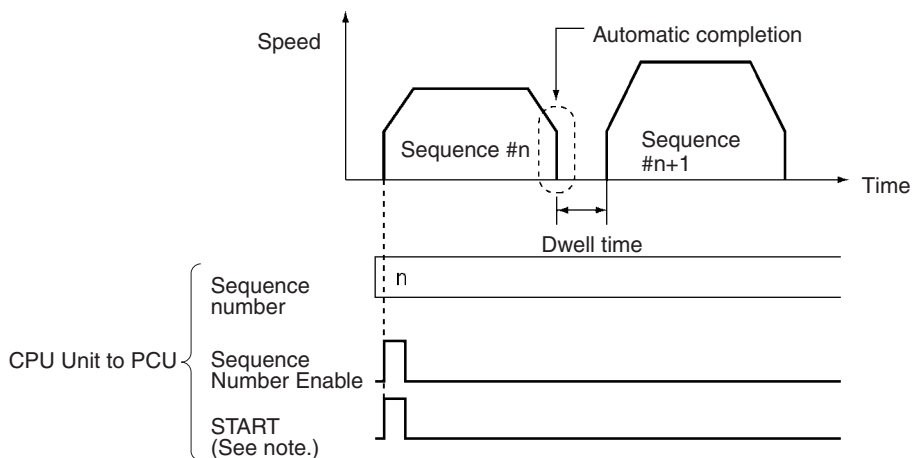 Speed
Automatic completion
Sequence #n
Sequence
#n+1
Time
Dwell time
CPU Unit to PCU
Sequence
number
n
Sequence
Number Enable
START
(See note.)